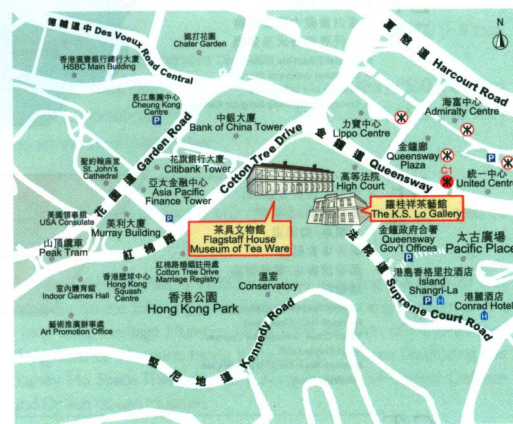 德輔道中 Des Voeux Road Central
遮打花園
Chater Garden
N
夏慤道 Harcourt Road
香港滙豐銀行總行大廈
HSBC Main Building
長江集團中心
Cheung Kong
Centre
P
中銀大廈
Bank of China Tower
力寶中心
Lippo Centre
海富中心
Admiralty Centre
花園道 Garden Road
紅棉路 Cotton Tree Drive
金鐘道 Queensway
金鐘廊
Queensway
Plaza
聖約翰座堂
St. John's
Cathedral
花旗銀行大廈
Citibank Tower
亞太金融中心
Asia Pacific
Finance Tower
P
高等法院
High Court
C1
P
統一中心
United Centre
美國領事館
USA Consulate
美利大廈
Murray Building
茶具文物館
Flagstaff House
Museum of Tea Ware
羅桂祥茶藝館
The K.S. Lo Gallery
山頂纜車
Peak Tram
金鐘政府合署
Queensway
Gov't Offices
太古廣場
Pacific Place
香港壁球中心
Hong Kong
Squash
Centre
紅棉路婚姻註冊處
Cotton Tree Drive
Marriage Registry
溫室
Conservatory
港島香格里拉酒店
Island
Shangri-La
P H
室內體育館
Indoor Games Hall
香港公園
Hong Kong Park
港麗酒店
Conrad Hotel
H
藝術推廣辦事處
Art Promotion Office
法院道 Supreme Court Road
堅尼地道 Kennedy Road